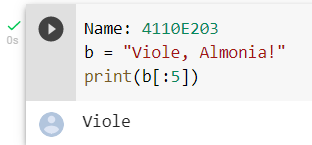 0s
Name: 4110E203
b = "Viole, Almonia!"
print(b[:5])
Viole